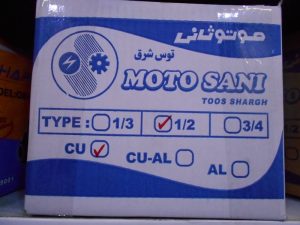 موتوثانی
توس شرق
MOTO SANI
TOOS SHARGH
TYPE: 1/3 1/2 3/4
CU CU-AL AL